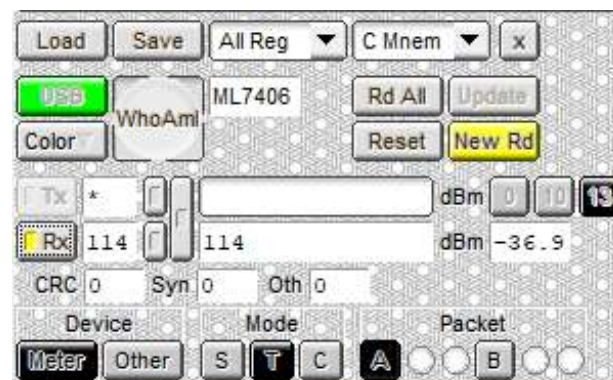 Load Save All Reg C Mnem x
USB WhoAmI ML7406 Rd All Update
Color Reset New Rd
Tx * dBm 0 10 13
Rx 114 114 dBm -36.9
CRC 0 Syn 0 Oth 0
Device Mode Packet
Meter Other S T C A B